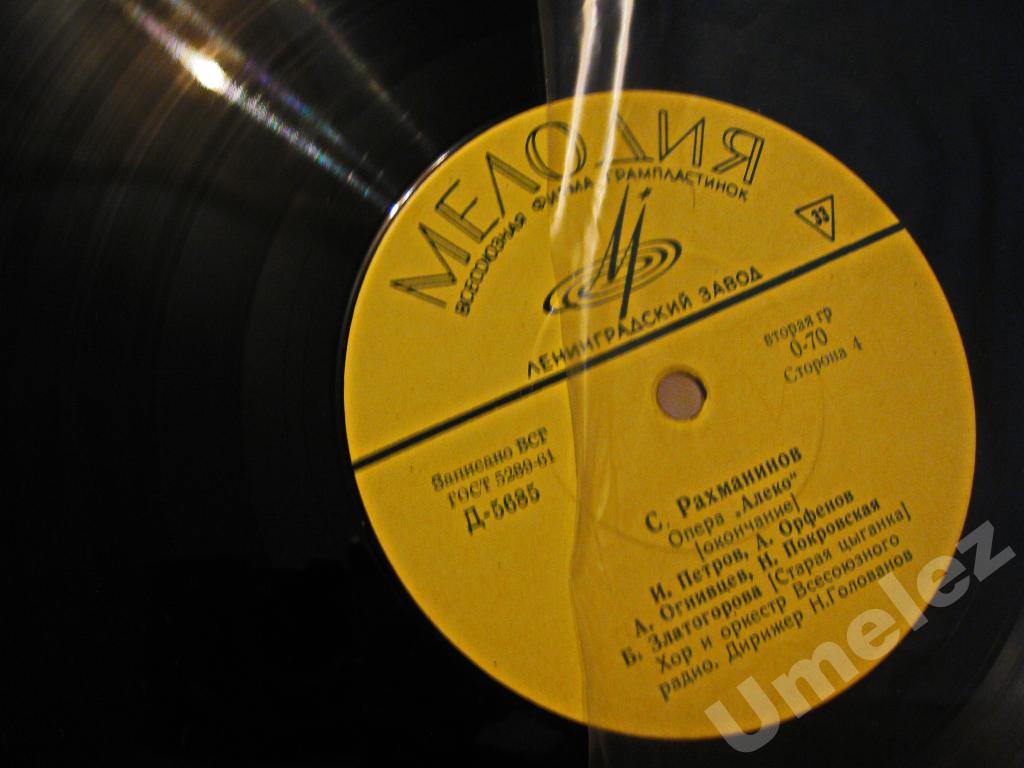 МЕЛОДИЯ
ВСЕСОЮЗНАЯ ФИРМА ГРАМПЛАСТИНОК
33
ЛЕНИНГРАДСКИЙ ЗАВОД
вторая гр
0-70
Сторона 4
Записано ВСГ
ГОСТ 5289-61
Д-5685
С. Рахманинов
Опера „Алеко"
[окончание]
И. Петров, А. Орфенов
А. Огнивцев, Н. Покровская
Б. Златогорова [Старая цыганка]
Хор и оркестр Всесоюзного
радио. Дирижер Н.Голованов
Umelez